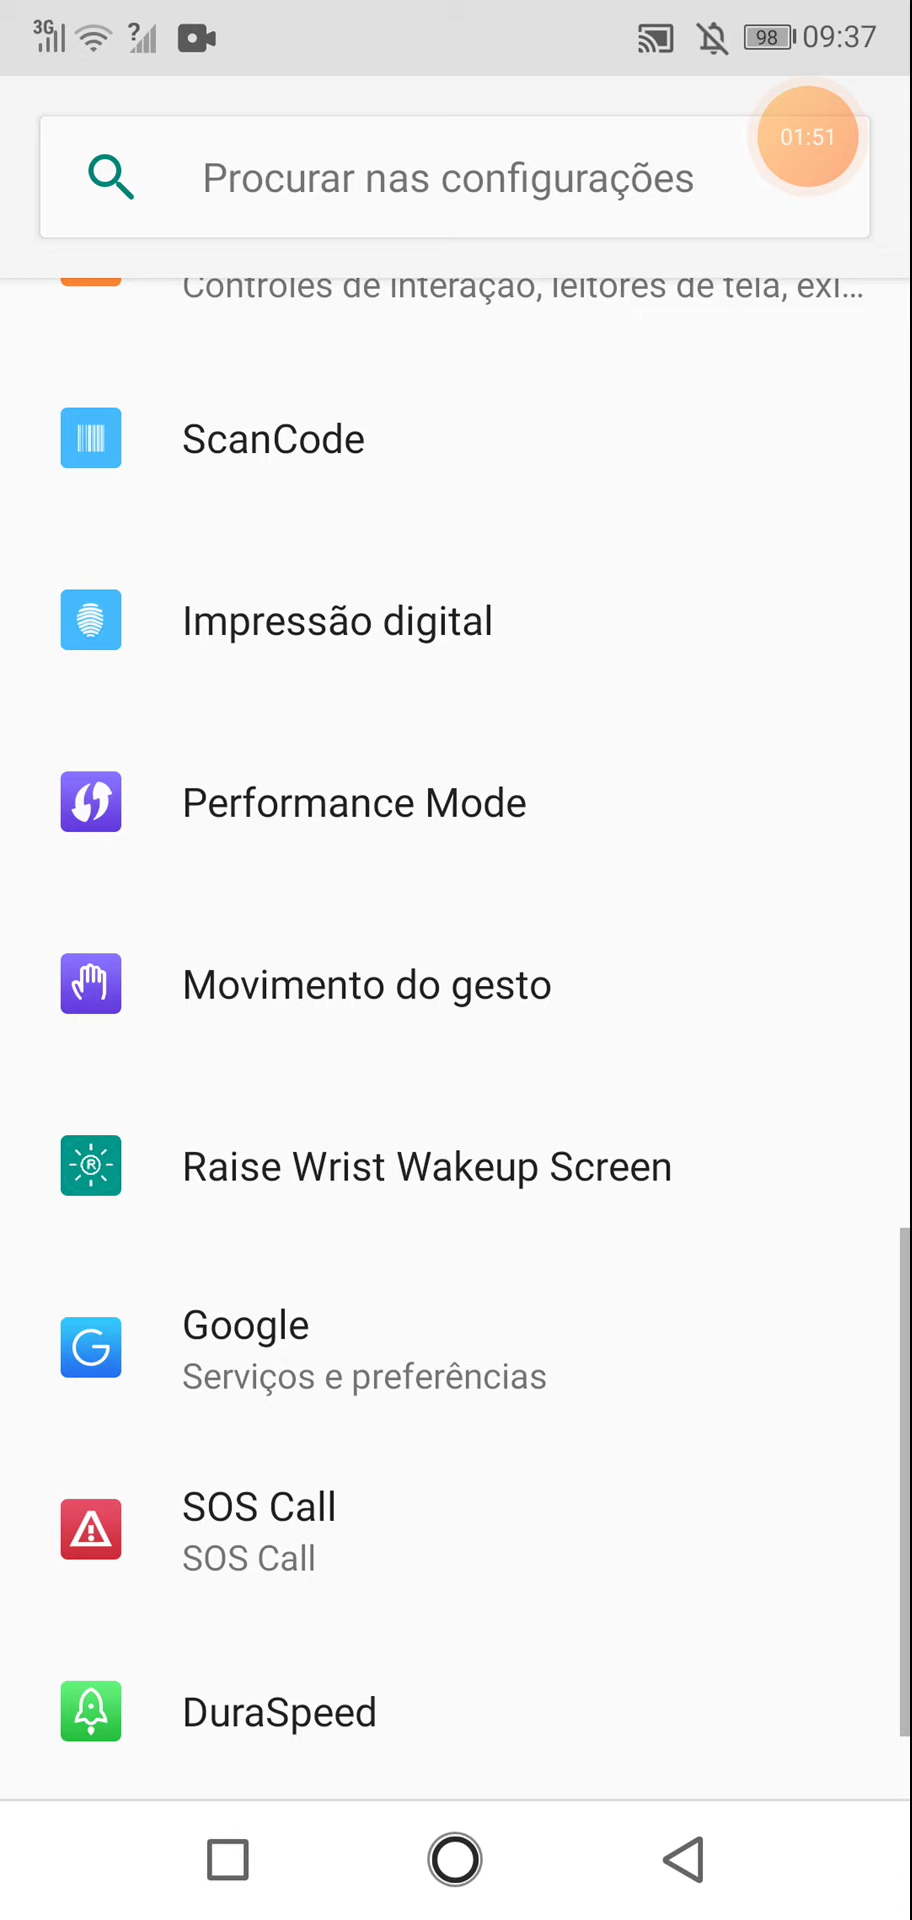 3G ? 98 09:37
01:51
Procurar nas configurações
Controles de interação, leitores de tela, exi...
ScanCode
Impressão digital
Performance Mode
Movimento do gesto
R
Raise Wrist Wakeup Screen
G
Google
Serviços e preferências
SOS Call
SOS Call
DuraSpeed